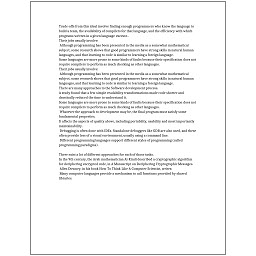 Trade-offs from this ideal involve finding enough programmers who know the language to
build a team, the availability of compilers for that language, and the efficiency with which
programs written in a given language execute.
Their jobs usually involve:
Although programming has been presented in the media as a somewhat mathematical
subject, some research shows that good programmers have strong skills in natural human
languages, and that learning to code is similar to learning a foreign language.
Some languages are more prone to some kinds of faults because their specification does not
require compilers to perform as much checking as other languages.
Their jobs usually involve:
Although programming has been presented in the media as a somewhat mathematical
subject, some research shows that good programmers have strong skills in natural human
languages, and that learning to code is similar to learning a foreign language.
There are many approaches to the Software development process.
A study found that a few simple readability transformations made code shorter and
drastically reduced the time to understand it.
Some languages are more prone to some kinds of faults because their specification does not
require compilers to perform as much checking as other languages.
Whatever the approach to development may be, the final program must satisfy some
fundamental properties.
It affects the aspects of quality above, including portability, usability and most importantly
maintainability.
Debugging is often done with IDEs. Standalone debuggers like GDB are also used, and these
often provide less of a visual environment, usually using a command line.
Different programming languages support different styles of programming (called
programming paradigms).
There exist a lot of different approaches for each of those tasks.
In the 9th century, the Arab mathematician Al-Kindi described a cryptographic algorithm
for deciphering encrypted code, in A Manuscript on Deciphering Cryptographic Messages.
Allen Downey, in his book How To Think Like A Computer Scientist, writes:
Many computer languages provide a mechanism to call functions provided by shared
libraries.